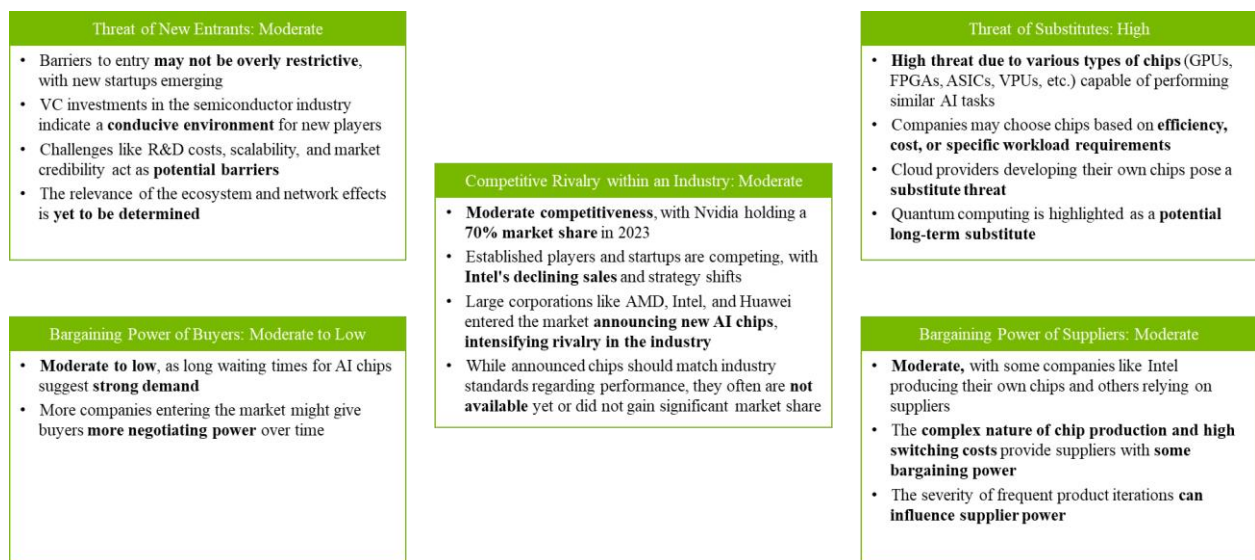 Threat of New Entrants: Moderate
• Barriers to entry may not be overly restrictive,
with new startups emerging
• VC investments in the semiconductor industry
indicate a conducive environment for new players
• Challenges like R&D costs, scalability, and market
credibility act as potential barriers
• The relevance of the ecosystem and network effects
is yet to be determined
Threat of Substitutes: High
• High threat due to various types of chips (GPUs,
FPGAs, ASICs, VPUs, etc.) capable of performing
similar AI tasks
• Companies may choose chips based on efficiency,
cost, or specific workload requirements
• Cloud providers developing their own chips pose a
substitute threat
• Quantum computing is highlighted as a potential
long-term substitute
Competitive Rivalry within an Industry: Moderate
• Moderate competitiveness, with Nvidia holding a
70% market share in 2023
• Established players and startups are competing, with
Intel's declining sales and strategy shifts
• Large corporations like AMD, Intel, and Huawei
entered the market announcing new AI chips,
intensifying rivalry in the industry
• While announced chips should match industry
standards regarding performance, they often are not
available yet or did not gain significant market share
Bargaining Power of Buyers: Moderate to Low
• Moderate to low, as long waiting times for AI chips
suggest strong demand
• More companies entering the market might give
buyers more negotiating power over time
Bargaining Power of Suppliers: Moderate
• Moderate, with some companies like Intel
producing their own chips and others relying on
suppliers
• The complex nature of chip production and high
switching costs provide suppliers with some
bargaining power
• The severity of frequent product iterations can
influence supplier power